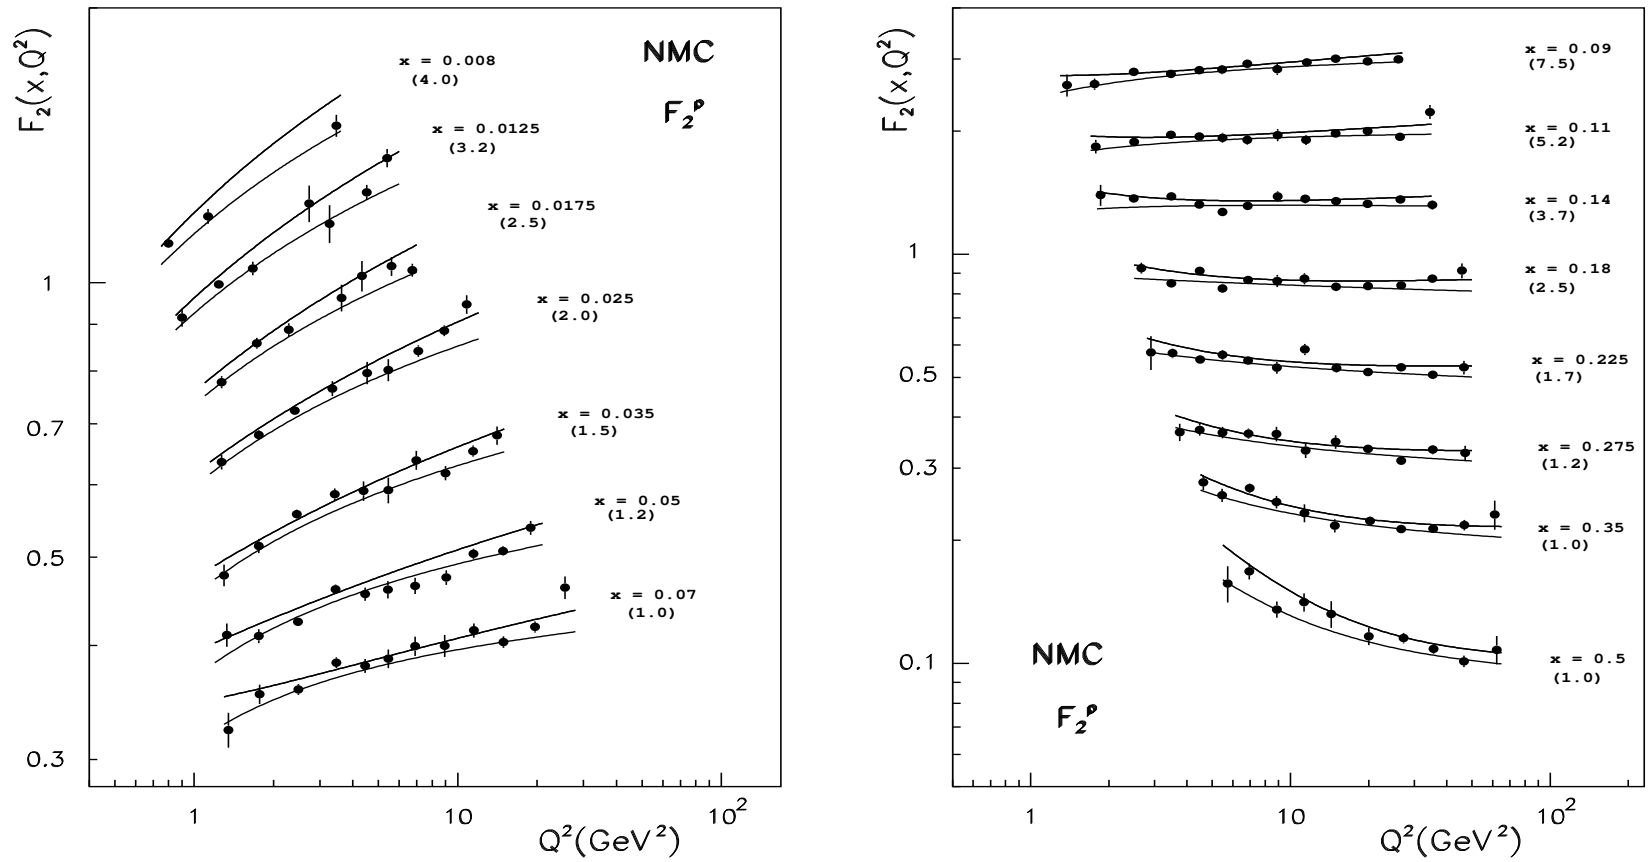 F₂(x,Q²)
NMC
F₂ᵖ
x = 0.008
(4.0)
x = 0.0125
(3.2)
x = 0.0175
(2.5)
x = 0.025
(2.0)
x = 0.035
(1.5)
x = 0.05
(1.2)
x = 0.07
(1.0)
1
0.7
0.5
0.3
1
10
10²
Q²(GeV²)
F₂(x,Q²)
x = 0.09
(7.5)
x = 0.11
(5.2)
x = 0.14
(3.7)
x = 0.18
(2.5)
x = 0.225
(1.7)
x = 0.275
(1.2)
x = 0.35
(1.0)
x = 0.5
(1.0)
NMC
F₂ᵖ
1
0.5
0.3
0.1
1
10
10²
Q²(GeV²)